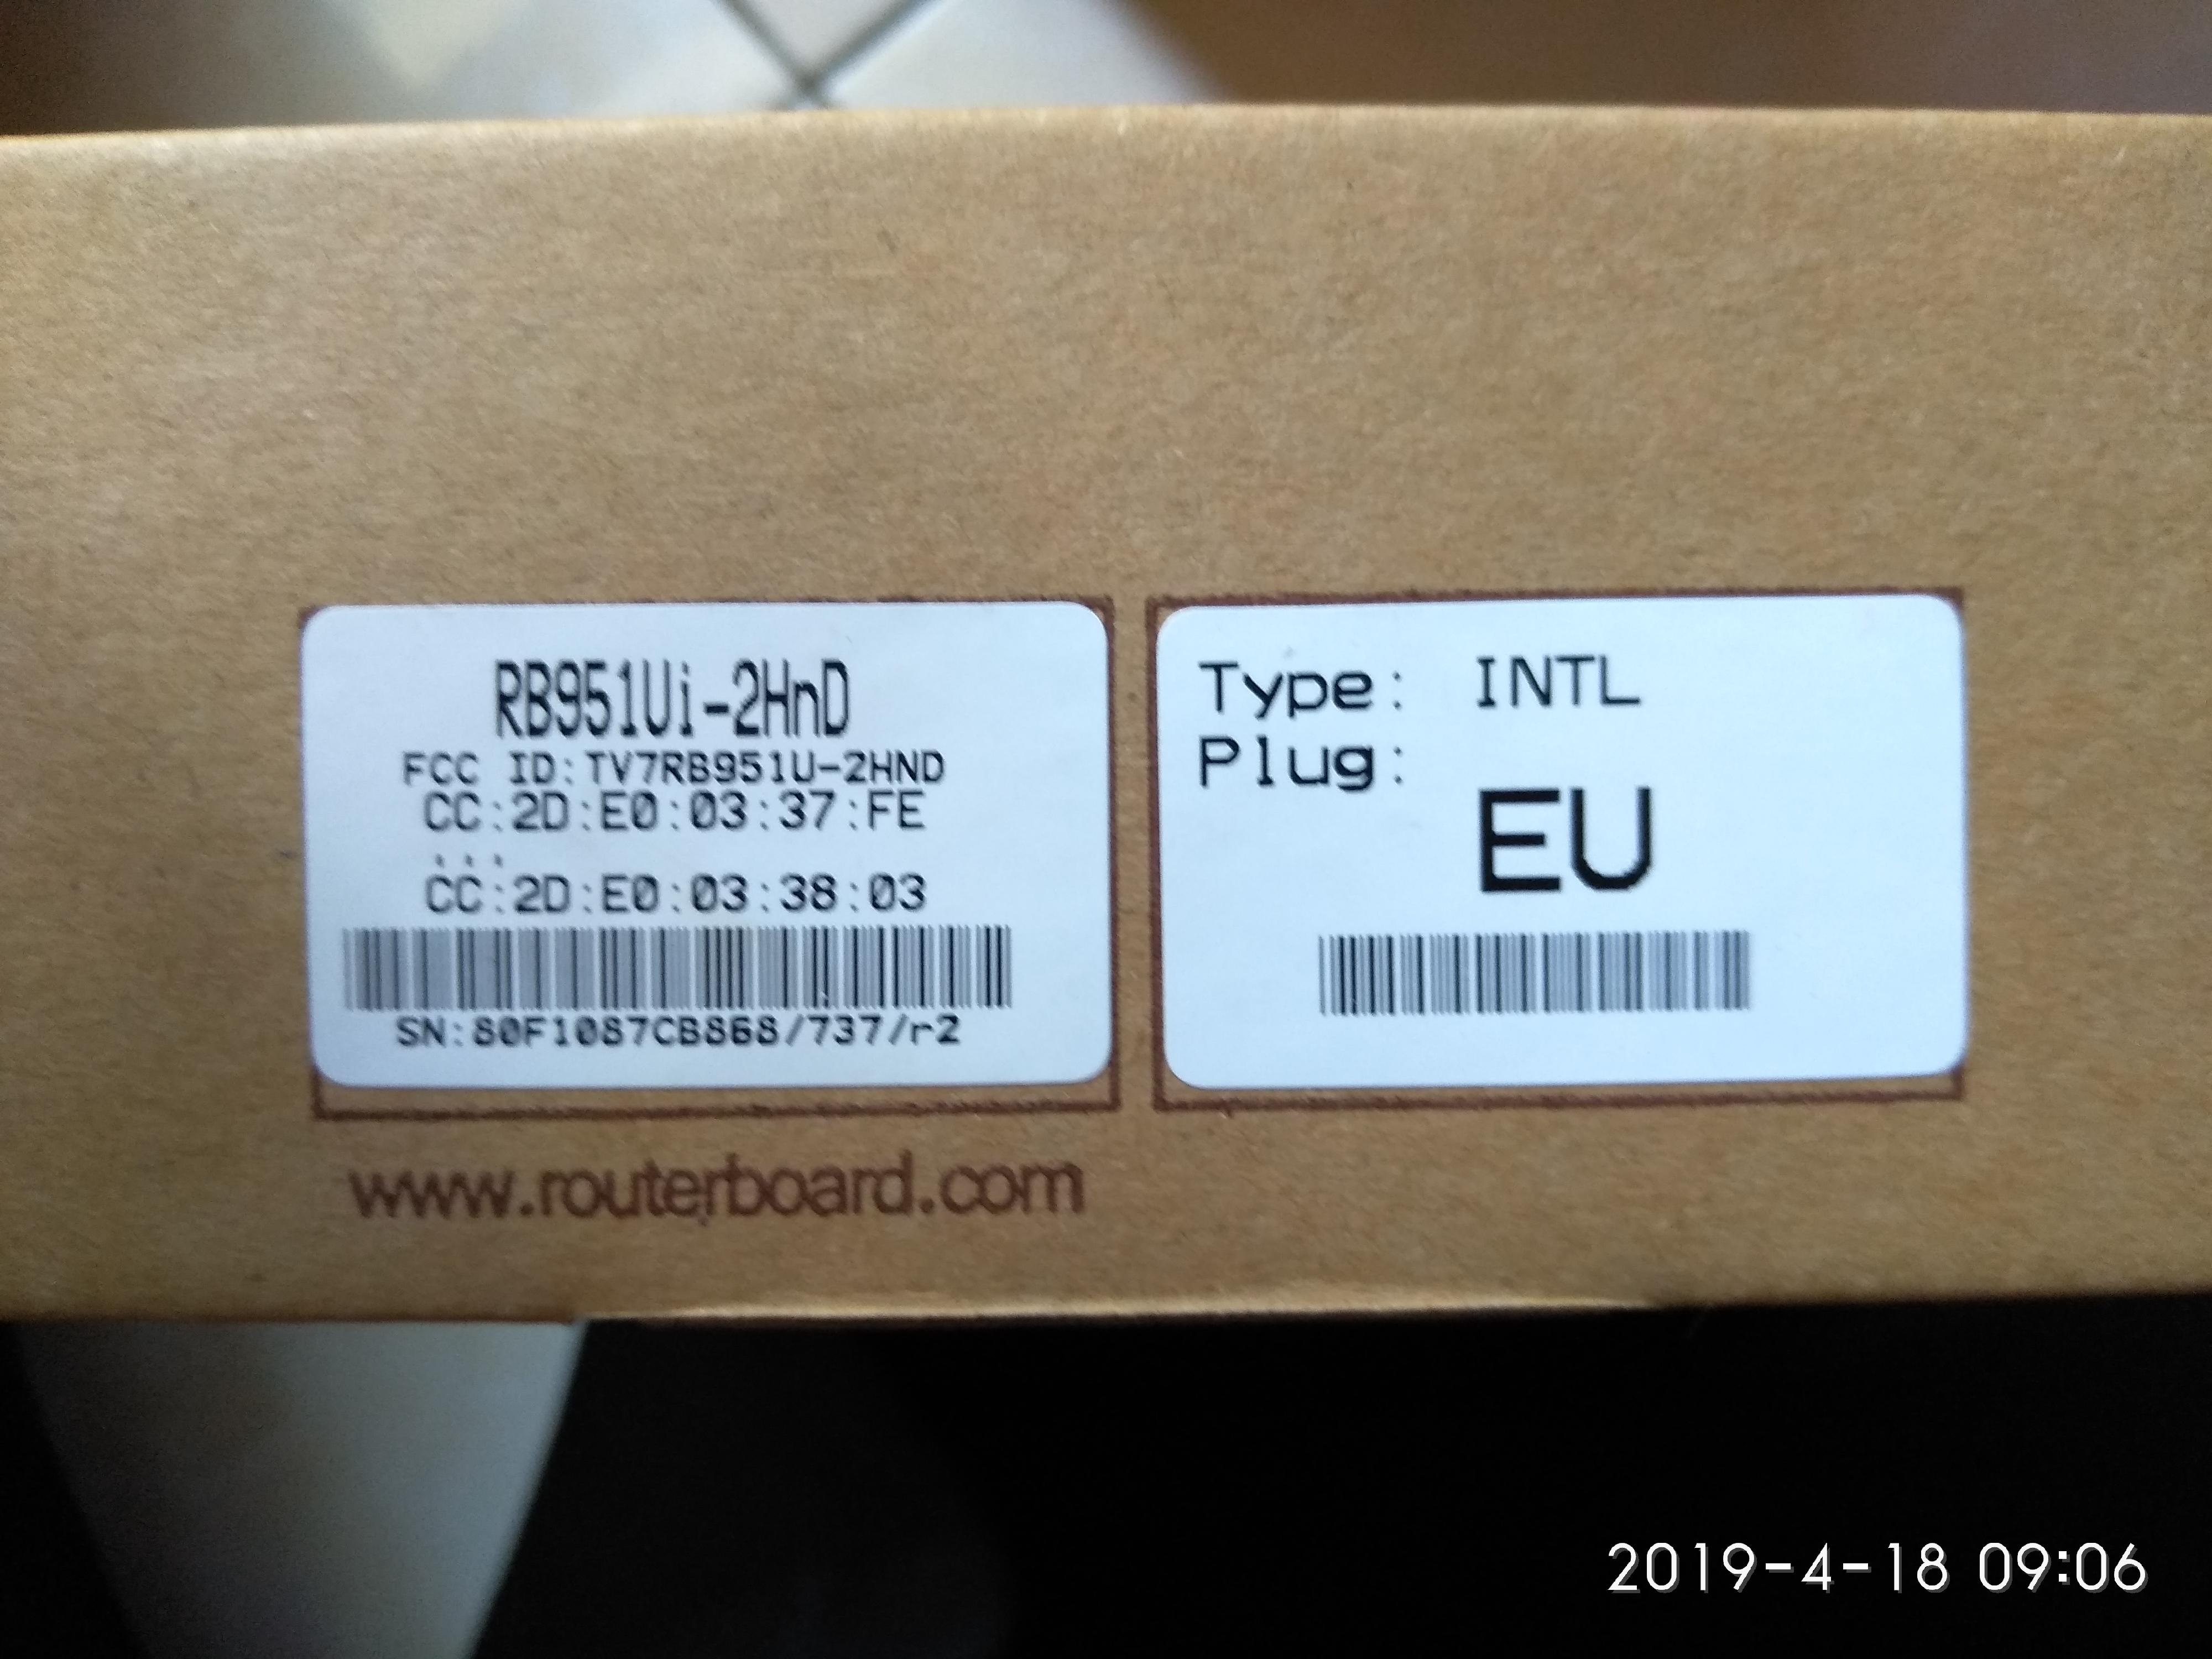 RB951Ui-2HnD
FCC ID:TV7RB951U-2HND
CC:2D:E0:03:37:FE
...
CC:2D:E0:03:38:03
SN:80F1087CB868/737/r2
Type: INTL
Plug:
EU
www.routerboard.com
2019-4-18 09:06